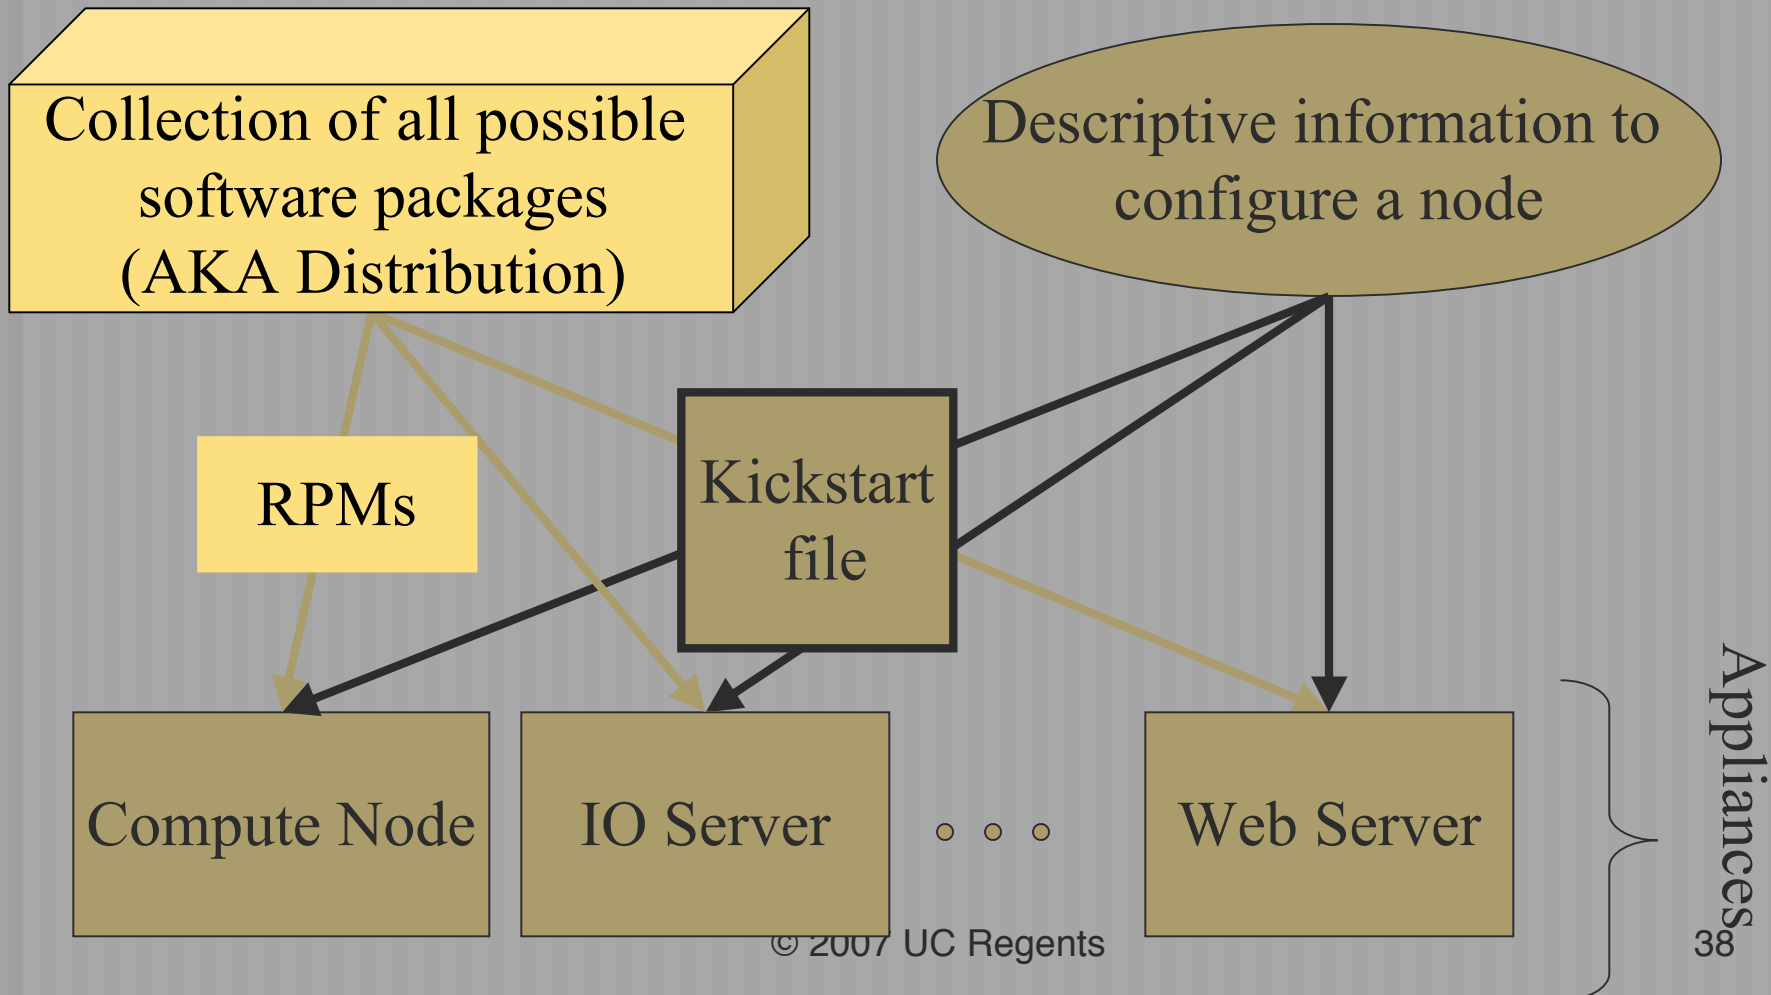 Collection of all possible
software packages
(AKA Distribution)
Descriptive information to
configure a node
Kickstart
file
RPMs
Appliances
Compute Node
IO Server
Web Server
© 2007 UC Regents
38